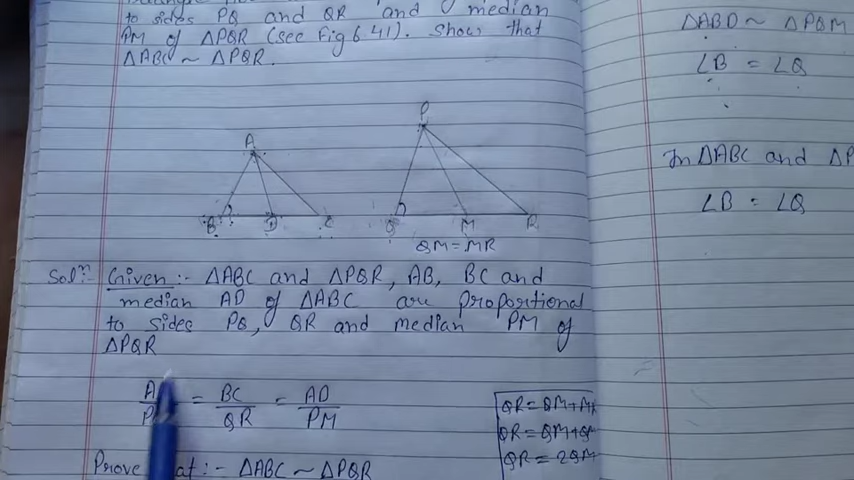 to sides PQ and QR and median
PM of ΔPQR (see Fig 6.41). Show that
ΔABC ~ ΔPQR.
A
B
D
C
P
Q
M
R
QM = MR
Solⁿ:- Given :- ΔABC and ΔPQR, AB, BC and
median AD of ΔABC are proportional
to sides PQ, QR and median PM of
ΔPQR
A = BC = AD
P QR PM
QR = QM+MR
QR = QM+QM
QR = 2QM
Prove at :- ΔABC ~ ΔPQR
ΔABD ~ ΔPQM
∠B = ∠Q
In ΔABC and ΔP
∠B = ∠Q